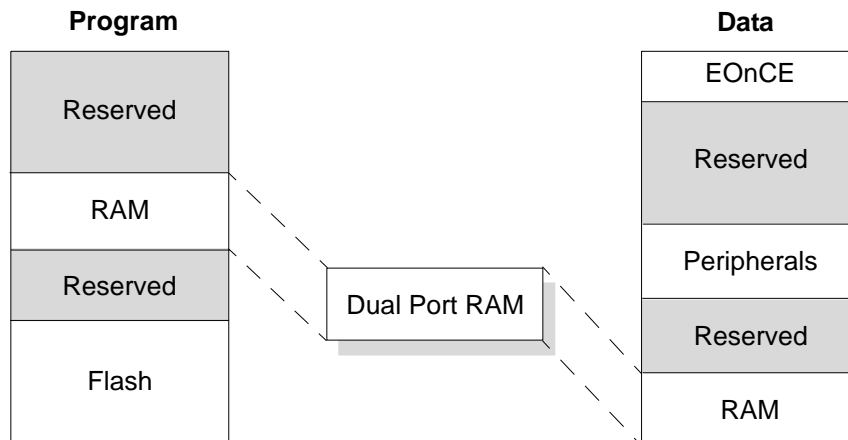 Program
Reserved
RAM
Reserved
Flash
Dual Port RAM
Data
EOnCE
Reserved
Peripherals
Reserved
RAM